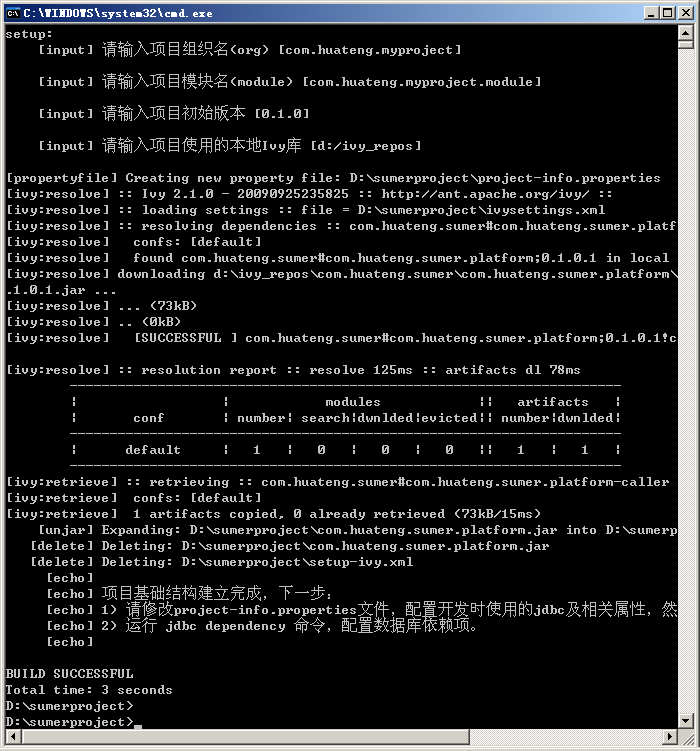 C:\WINDOWS\system32\cmd.exe
setup:
[input] 请输入项目组织名(org) [com.huateng.myproject]
[input] 请输入项目模块名(module) [com.huateng.myproject.module]
[input] 请输入项目初始版本 [0.1.0]
[input] 请输入项目使用的本地Ivy库 [d:/ivy_repos]
[propertyfile] Creating new property file: D:\sumerproject\project-info.properties
[ivy:resolve] :: Ivy 2.1.0 - 20090925235825 :: http://ant.apache.org/ivy/ ::
[ivy:resolve] :: loading settings :: file = D:\sumerproject\ivysettings.xml
[ivy:resolve] :: resolving dependencies :: com.huateng.sumer#com.huateng.sumer.platf
[ivy:resolve] confs: [default]
[ivy:resolve] found com.huateng.sumer#com.huateng.sumer.platform;0.1.0.1 in local
[ivy:resolve] downloading d:\ivy_repos\com.huateng.sumer\com.huateng.sumer.platform\
.1.0.1.jar ...
[ivy:resolve] ... (73kB)
[ivy:resolve] .. (0kB)
[ivy:resolve] [SUCCESSFUL ] com.huateng.sumer#com.huateng.sumer.platform;0.1.0.1!c
[ivy:resolve] :: resolution report :: resolve 125ms :: artifacts dl 78ms
---------------------------------------------------------------------
| | modules || artifacts |
| conf | number| search|dwnlded|evicted|| number|dwnlded|
---------------------------------------------------------------------
| default | 1 | 0 | 0 | 0 || 1 | 1 |
---------------------------------------------------------------------
[ivy:retrieve] :: retrieving :: com.huateng.sumer#com.huateng.sumer.platform-caller
[ivy:retrieve] confs: [default]
[ivy:retrieve] 1 artifacts copied, 0 already retrieved (73kB/15ms)
[unjar] Expanding: D:\sumerproject\com.huateng.sumer.platform.jar into D:\sumerp
[delete] Deleting: D:\sumerproject\com.huateng.sumer.platform.jar
[delete] Deleting: D:\sumerproject\setup-ivy.xml
[echo]
[echo] 项目基础结构建立完成，下一步：
[echo] 1) 请修改project-info.properties文件，配置开发时使用的jdbc及相关属性，然
[echo] 2) 运行 jdbc dependency 命令，配置数据库依赖项。
[echo]
BUILD SUCCESSFUL
Total time: 3 seconds
D:\sumerproject>
D:\sumerproject>_